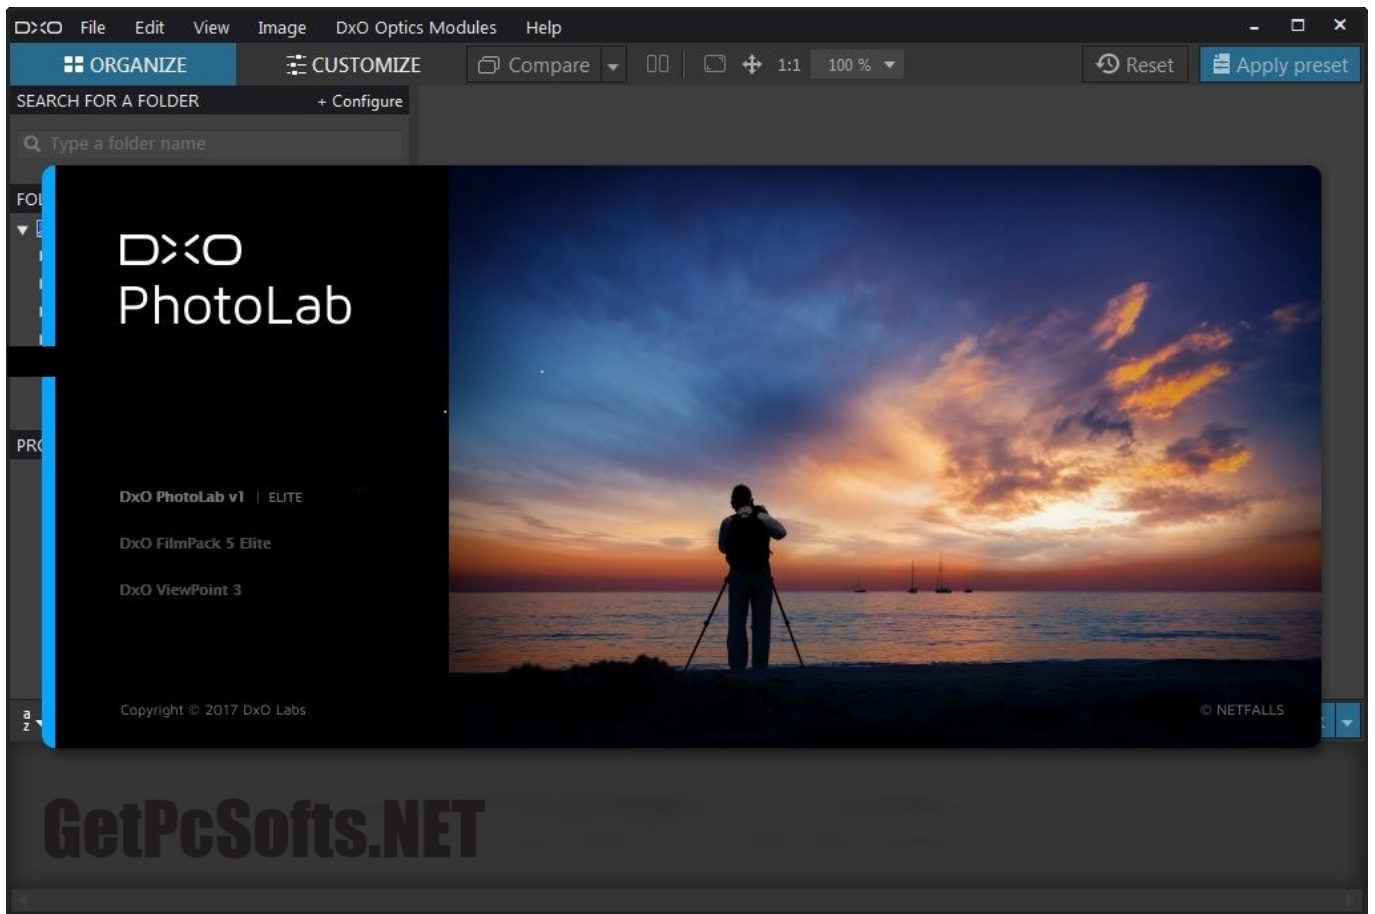 DXO File Edit View Image DxO Optics Modules Help
ORGANIZE CUSTOMIZE Compare 1:1 100 % Reset Apply preset
SEARCH FOR A FOLDER + Configure
Type a folder name
DXO
PhotoLab
DxO PhotoLab v1 | ELITE
DxO FilmPack 5 Elite
DxO ViewPoint 3
Copyright © 2017 DxO Labs
© NETFALLS
a
z
GetPcSofts.NET